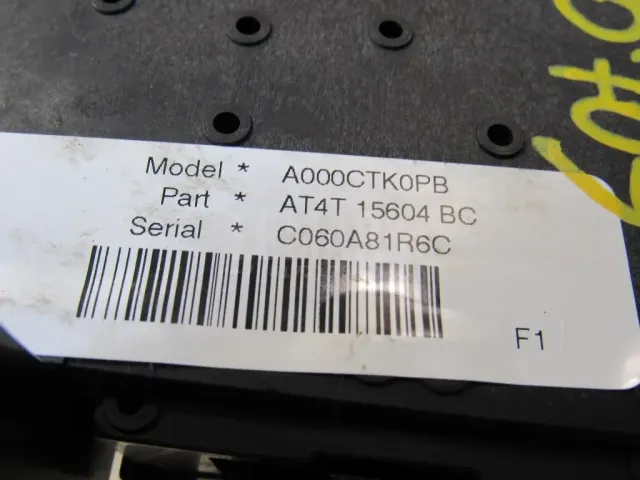 Model * A000CTK0PB
Part * AT4T 15604 BC
Serial * C060A81R6C
F1